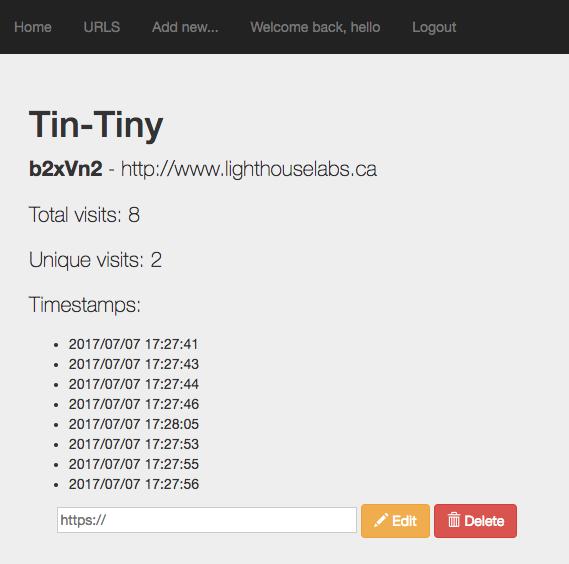 Home URLS Add new... Welcome back, hello Logout
Tin-Tiny
b2xVn2 - http://www.lighthouselabs.ca
Total visits: 8
Unique visits: 2
Timestamps:
• 2017/07/07 17:27:41
• 2017/07/07 17:27:43
• 2017/07/07 17:27:44
• 2017/07/07 17:27:46
• 2017/07/07 17:28:05
• 2017/07/07 17:27:53
• 2017/07/07 17:27:55
• 2017/07/07 17:27:56
https:// Edit Delete